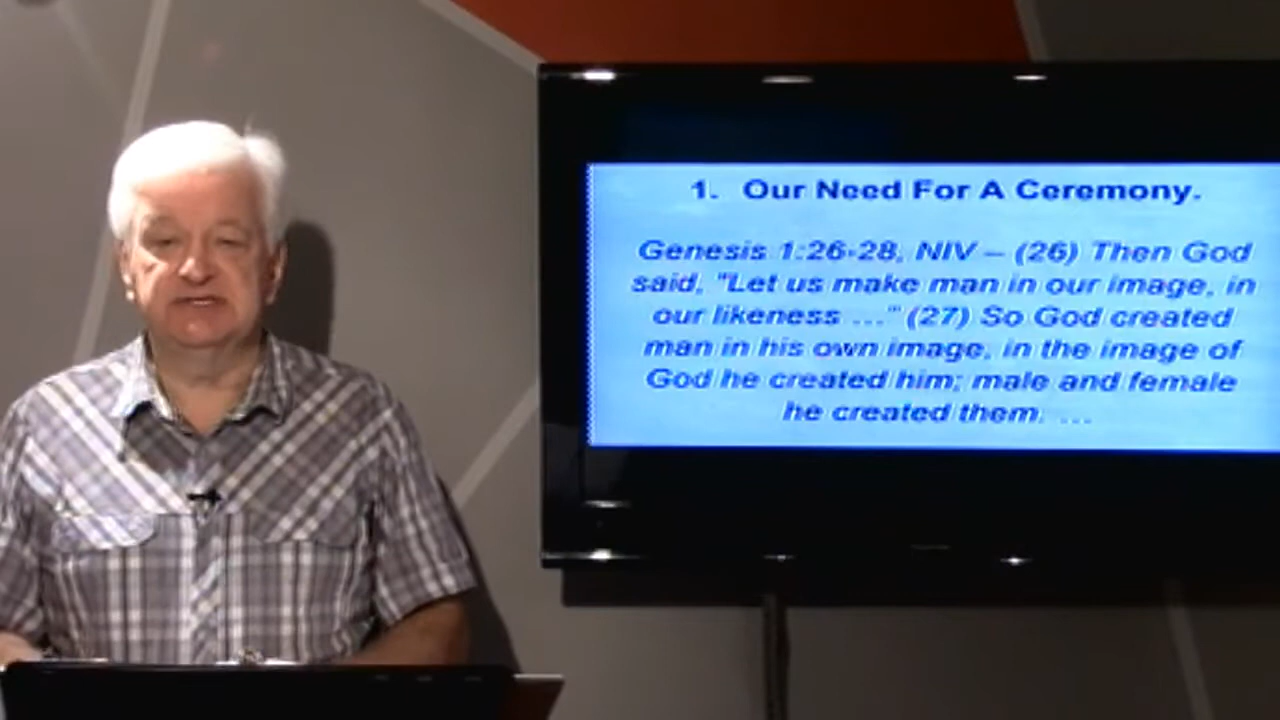 1. Our Need For A Ceremony.
Genesis 1:26-28, NIV – (26) Then God
said, "Let us make man in our image, in
our likeness ..." (27) So God created
man in his own image, in the image of
God he created him; male and female
he created them. ...